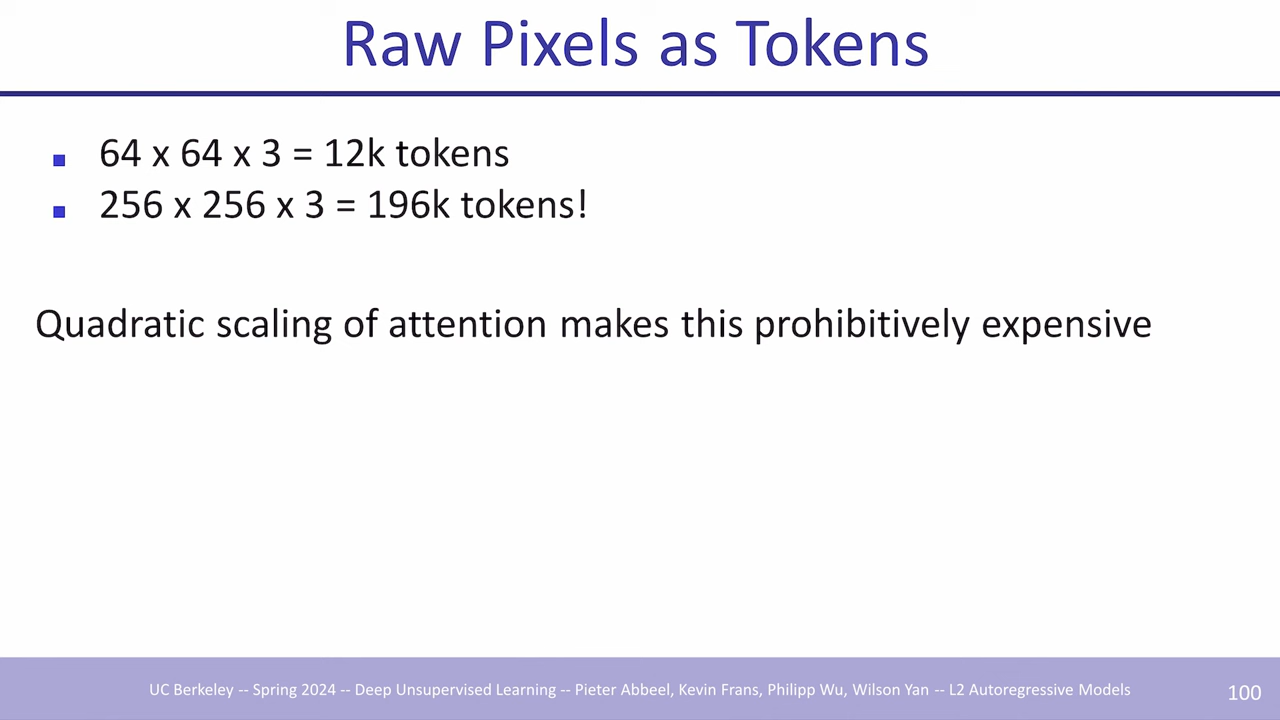 Raw Pixels as Tokens
64 x 64 x 3 = 12k tokens
256 x 256 x 3 = 196k tokens!
Quadratic scaling of attention makes this prohibitively expensive
UC Berkeley -- Spring 2024 -- Deep Unsupervised Learning -- Pieter Abbeel, Kevin Frans, Philipp Wu, Wilson Yan -- L2 Autoregressive Models
100